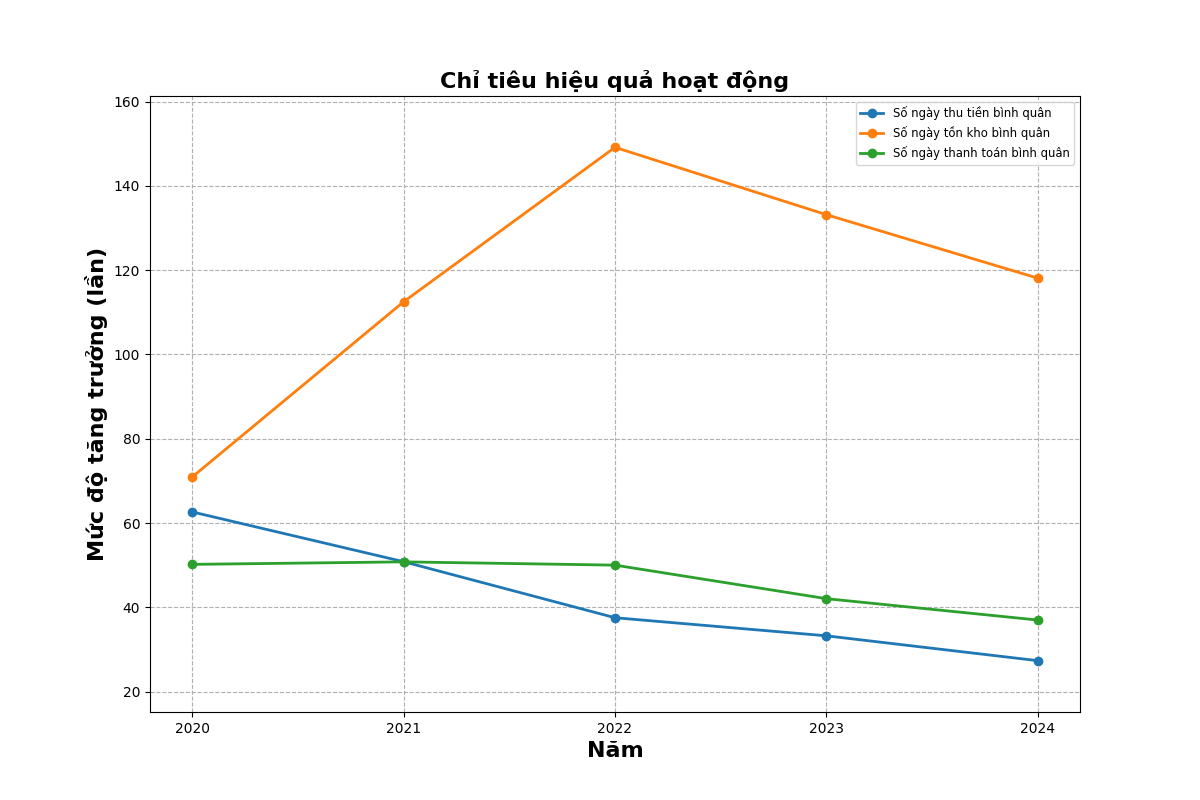 Chỉ tiêu hiệu quả hoạt động
Số ngày thu tiền bình quân
Số ngày tồn kho bình quân
Số ngày thanh toán bình quân
Mức độ tăng trưởng (lần)
160
140
120
100
80
60
40
20
2020 2021 2022 2023 2024
Năm